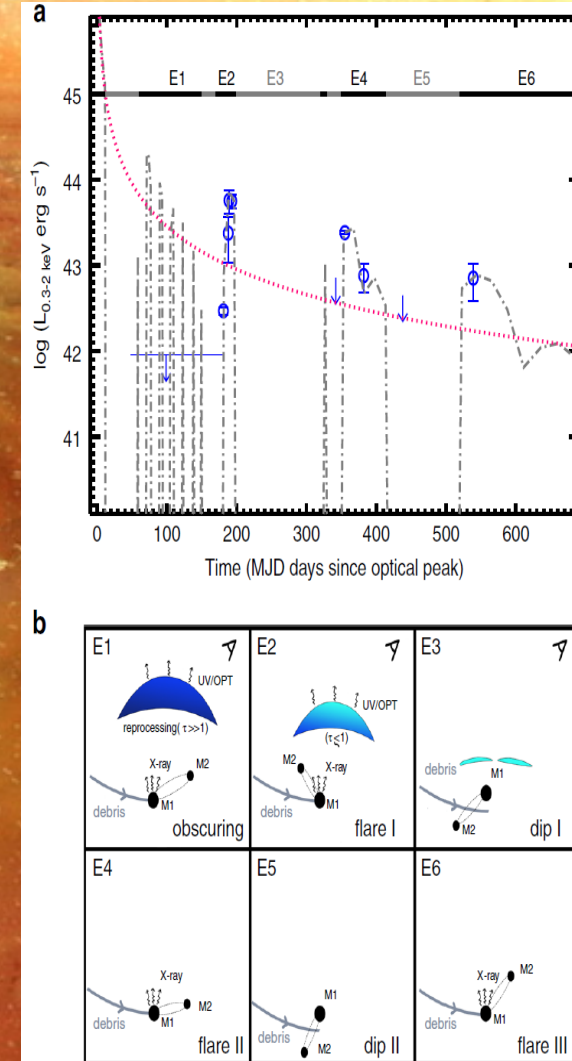 a
E1 E2 E3 E4 E5 E6
45
44
43
42
41
log (L0.3-2 keV erg s−1)
0 100 200 300 400 500 600
Time (MJD days since optical peak)
b
E1
UV/OPT
reprocessing( τ>>1)
X-ray
M2
M1
debris
obscuring
E2
UV/OPT
(τ≲1)
M2
X-ray
M1
debris
flare I
E3
debris
M1
M2
dip I
E4
X-ray
M2
M1
debris
flare II
E5
M1
debris
M2
dip II
E6
X-ray
M2
M1
debris
flare III